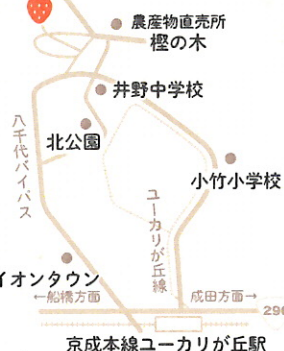 農産物直売所
樫の木
井野中学校
八千代バイパス
北公園
小竹小学校
ユーカリが丘線
イオンタウン
←船橋方面
成田方面→
296
京成本線ユーカリが丘駅